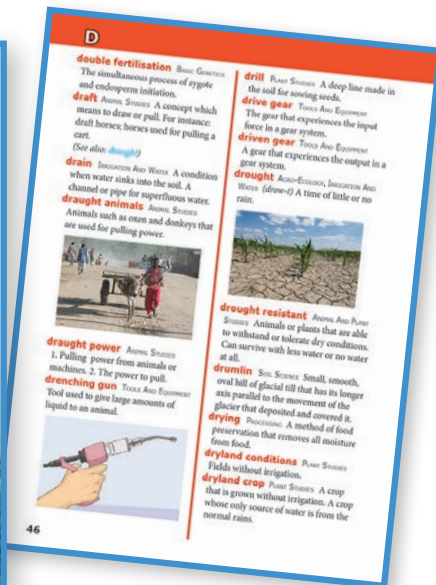 D
double fertilisation BASIC GENETICS
The simultaneous process of zygote
and endosperm initiation.
draft ANIMAL STUDIES A concept which
means to draw or pull. For instance:
draft horses; horses used for pulling a
cart.
(See also: draught)
drain IRRIGATION AND WATER A condition
when water sinks into the soil. A
channel or pipe for superfluous water.
draught animals ANIMAL STUDIES
Animals such as oxen and donkeys that
are used for pulling power.
draught power ANIMAL STUDIES
1. Pulling power from animals or
machines. 2. The power to pull.
drenching gun TOOLS AND EQUIPMENT
Tool used to give large amounts of
liquid to an animal.
46
drill PLANT STUDIES A deep line made in
the soil for sowing seeds.
drive gear TOOLS AND EQUIPMENT
The gear that experiences the input
force in a gear system.
driven gear TOOLS AND EQUIPMENT
A gear that experiences the output in a
gear system.
drought AGRO-ECOLOGY, IRRIGATION AND
WATER (drow-t) A time of little or no
rain.
drought resistant ANIMAL AND PLANT
STUDIES Animals or plants that are able
to withstand or tolerate dry conditions.
Can survive with less water or no water
at all.
drumlin SOIL SCIENCE Small, smooth,
oval hill of glacial till that has its longer
axis parallel to the movement of the
glacier that deposited and covered it.
drying PROCESSING A method of food
preservation that removes all moisture
from food.
dryland conditions PLANT STUDIES
Fields without irrigation.
dryland crop PLANT STUDIES A crop
that is grown without irrigation. A crop
whose only source of water is from the
normal rains.